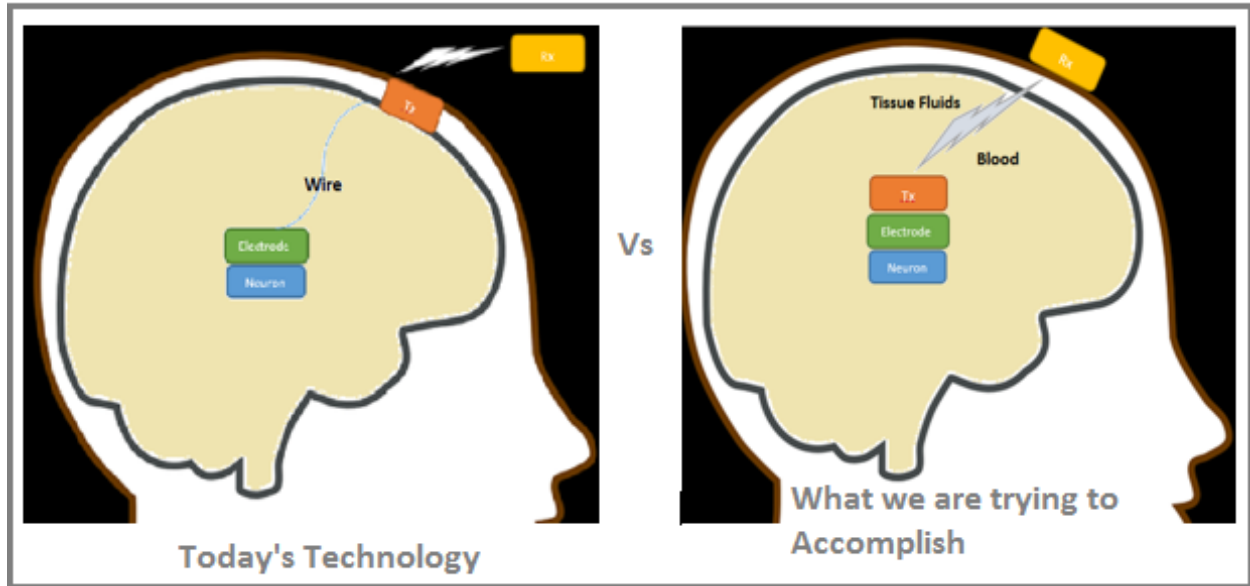 Rx
Tx
Wire
Electrode
Neuron
Today's Technology
Vs
Rx
Tissue Fluids
Blood
Tx
Electrode
Neuron
What we are trying to
Accomplish